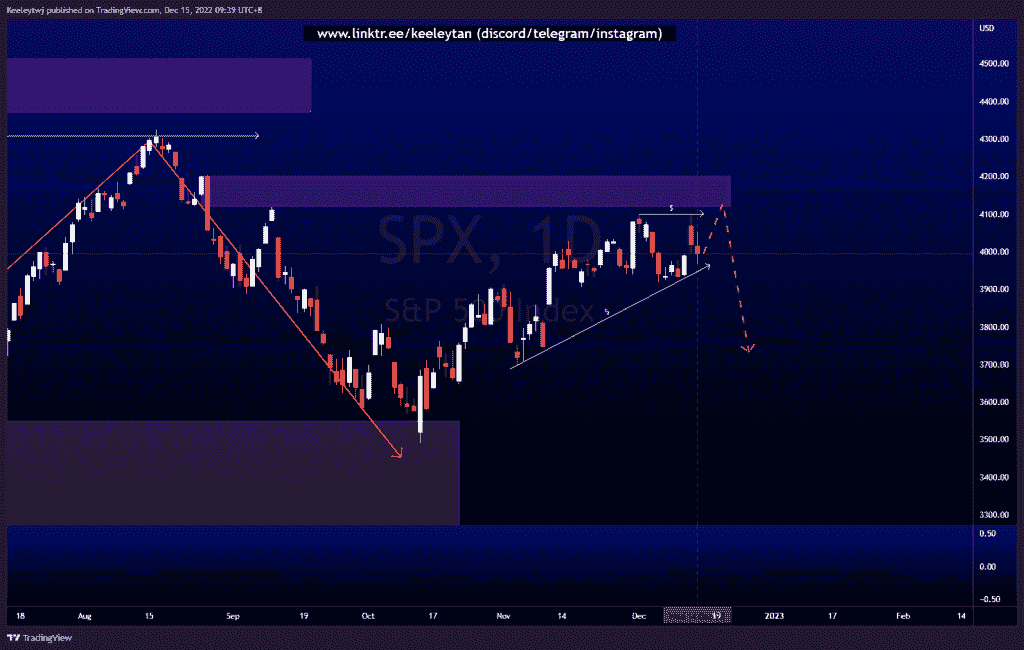 Keeleytwj published on TradingView.com, Dec 15, 2022 09:39 UTC+8
www.linktr.ee/keeleytan (discord/telegram/instagram)
USD
4500.00
4400.00
4300.00
4200.00
4100.00
4000.00
3900.00
3800.00
3700.00
3600.00
3500.00
3400.00
3300.00
0.50
0.00
-0.50
SPX, 1D
S&P 500 Index
$
$
18 Aug 15 Sep 19 Oct 17 Nov 14 Dec 19 2023 17 Feb 14
TradingView